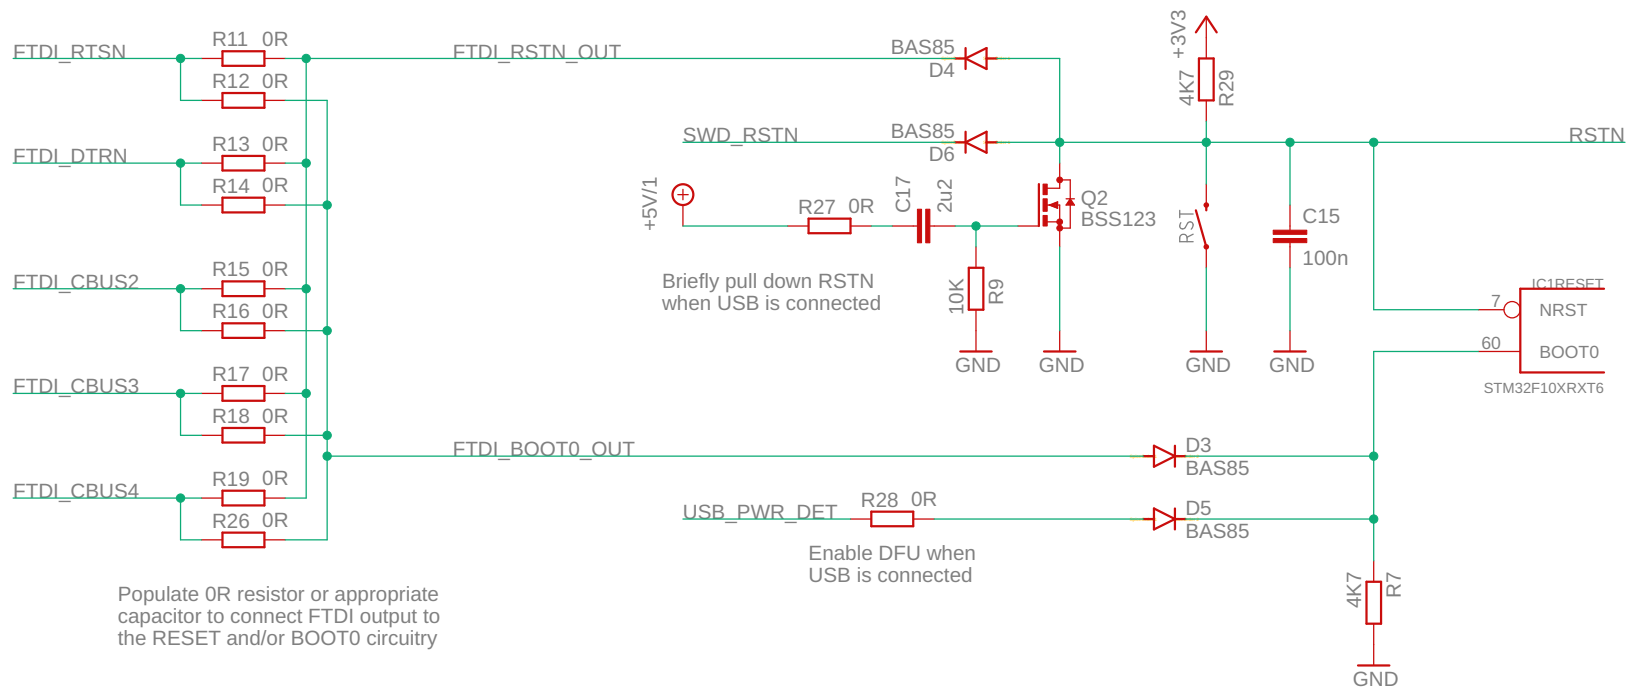 FTDI_RTSN
R11 0R
R12 0R
FTDI_RSTN_OUT
BAS85
D4
+3V3
4K7
R29
FTDI_DTRN
R13 0R
R14 0R
SWD_RSTN
BAS85
D6
RSTN
+5V/1
R27 0R
C17
2u2
Q2
BSS123
RST
C15
100n
Briefly pull down RSTN
when USB is connected
10K
R9
GND
GND
GND
GND
FTDI_CBUS2
R15 0R
R16 0R
IC1RESET
7
NRST
60
BOOT0
STM32F10XRXT6
FTDI_CBUS3
R17 0R
R18 0R
FTDI_BOOT0_OUT
D3
BAS85
FTDI_CBUS4
R19 0R
R26 0R
USB_PWR_DET
R28 0R
D5
BAS85
Enable DFU when
USB is connected
4K7
R7
GND
Populate 0R resistor or appropriate
capacitor to connect FTDI output to
the RESET and/or BOOT0 circuitry